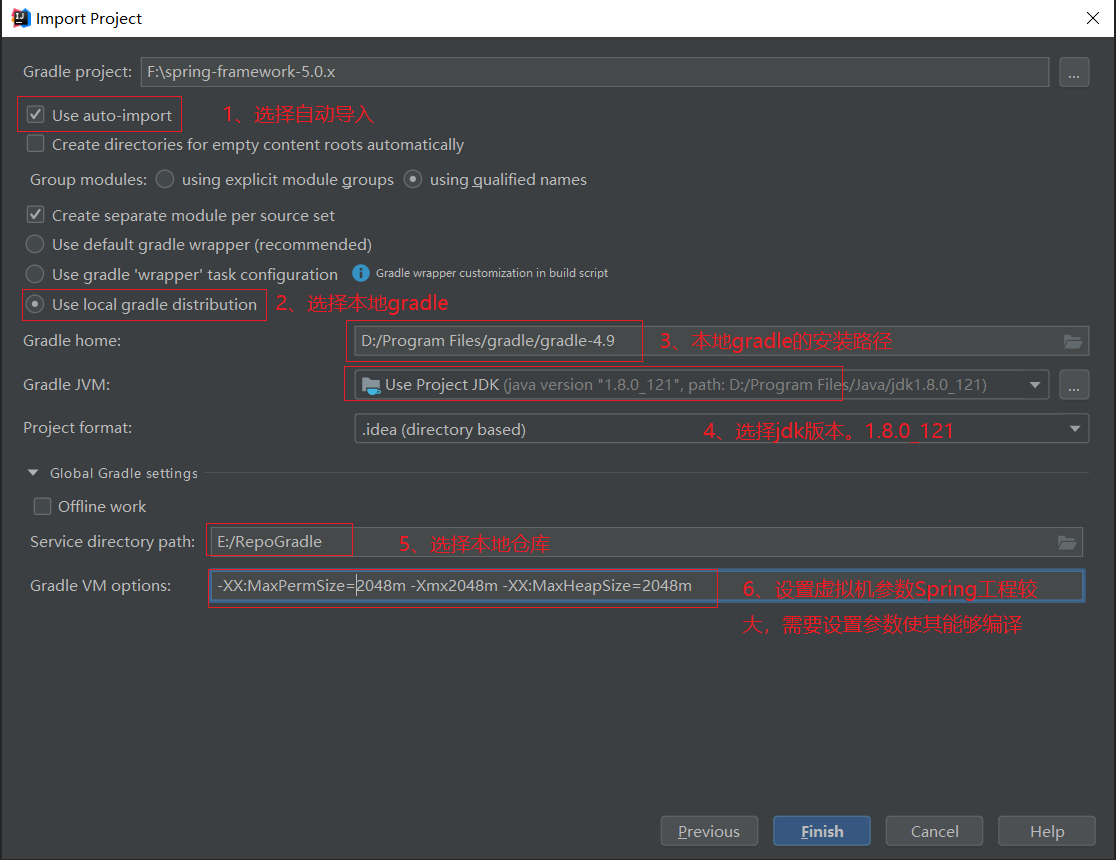 Import Project
Gradle project: F:\spring-framework-5.0.x ...
Use auto-import 1、选择自动导入
Create directories for empty content roots automatically
Group modules: using explicit module groups using qualified names
Create separate module per source set
Use default gradle wrapper (recommended)
Use gradle 'wrapper' task configuration Gradle wrapper customization in build script
Use local gradle distribution 2、选择本地gradle
Gradle home: D:/Program Files/gradle/gradle-4.9 3、本地gradle的安装路径
Gradle JVM: Use Project JDK (java version "1.8.0_121", path: D:/Program Files/Java/jdk1.8.0_121) ...
Project format: .idea (directory based) 4、选择jdk版本。1.8.0_121
Global Gradle settings
Offline work
Service directory path: E:/RepoGradle 5、选择本地仓库
Gradle VM options: -XX:MaxPermSize=2048m -Xmx2048m -XX:MaxHeapSize=2048m 6、设置虚拟机参数Spring工程较
大，需要设置参数使其能够编译
Previous Finish Cancel Help